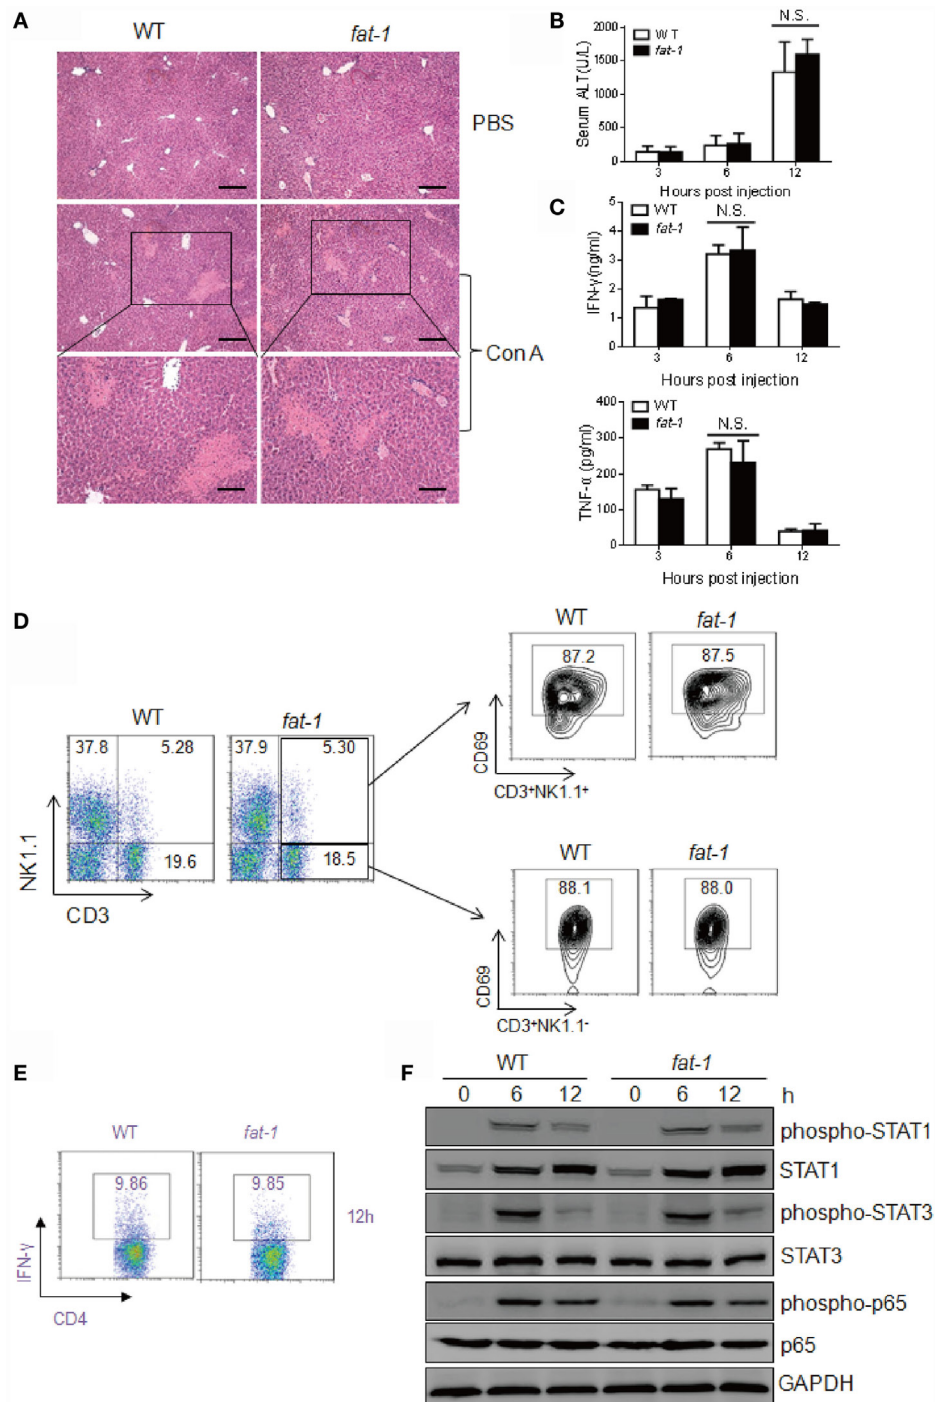 A
WT
fat-1
PBS
Con A
B
WT
fat-1
N.S.
Serum ALT (U/L)
2000
1500
1000
500
0
3
6
12
Hours post injection
C
WT
fat-1
N.S.
IFN-γ(ng/ml)
5
4
3
2
1
0
3
6
12
Hours post injection
WT
fat-1
N.S.
TNF-α (pg/ml)
400
300
200
100
0
3
6
12
Hours post injection
D
WT
fat-1
37.8
5.28
19.6
37.9
5.30
18.5
NK1.1
CD3
WT
fat-1
87.2
87.5
CD69
CD3+NK1.1+
WT
fat-1
88.1
88.0
CD69
CD3+NK1.1-
E
WT
fat-1
9.86
9.85
12h
IFN-γ
CD4
F
WT
fat-1
0 6 12 0 6 12 h
phospho-STAT1
STAT1
phospho-STAT3
STAT3
phospho-p65
p65
GAPDH